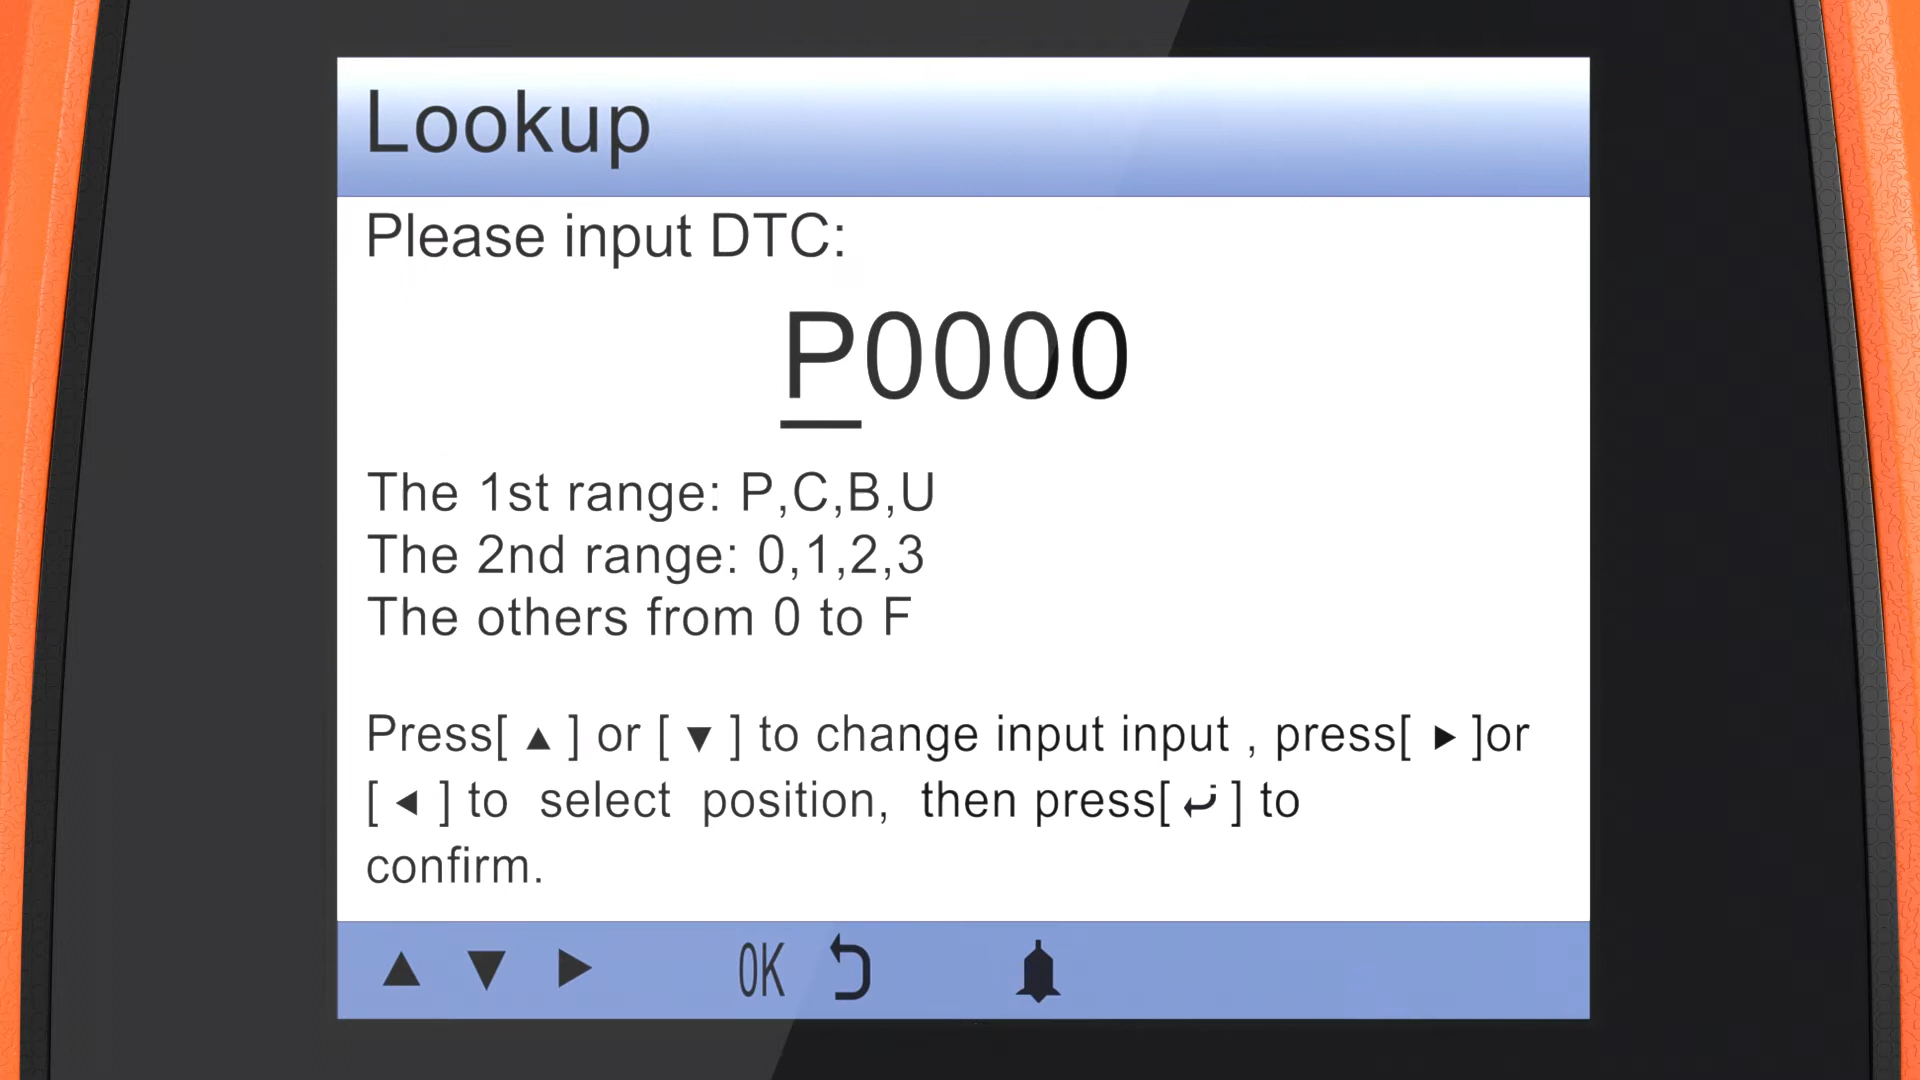 Lookup
Please input DTC:
P0000
The 1st range: P,C,B,U
The 2nd range: 0,1,2,3
The others from 0 to F
Press[ ▲ ] or [ ▼ ] to change input input , press[ ► ]or
[ ◄ ] to select position, then press[ ↵ ] to
confirm.
OK